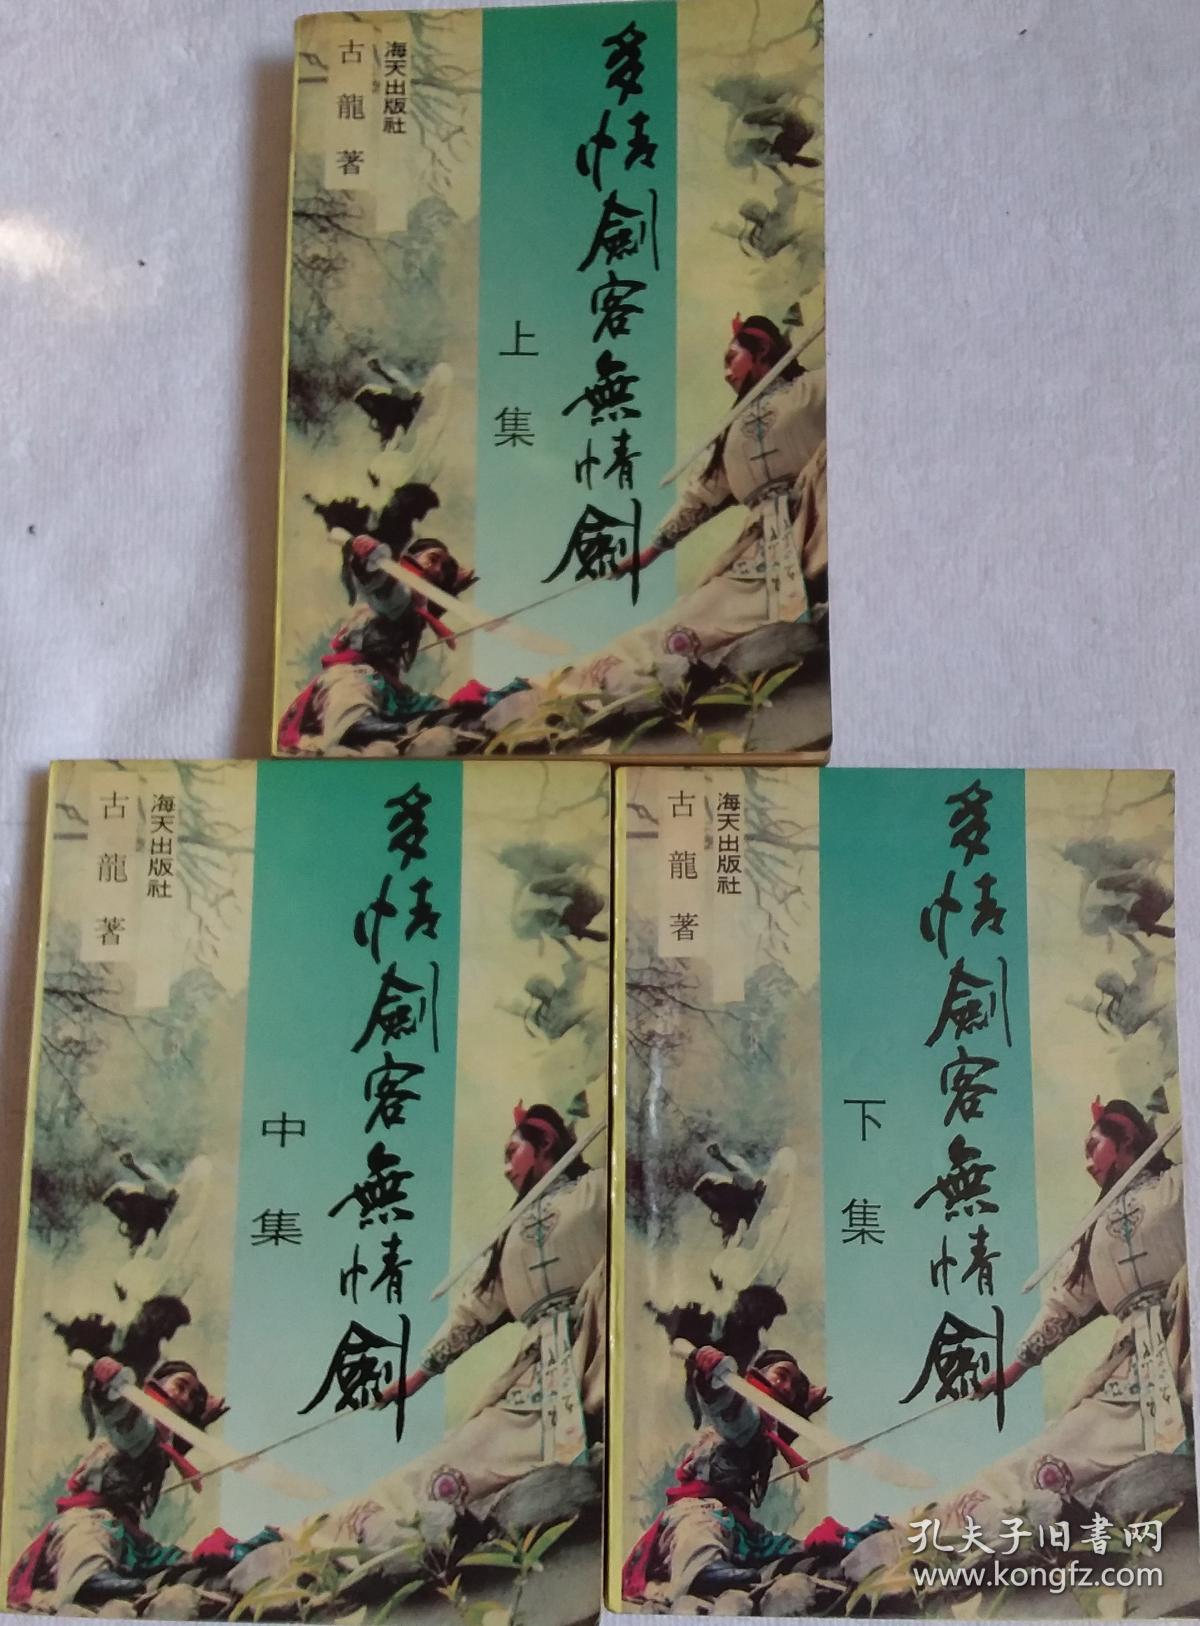 多情劍客無情劍
上集
海天出版社
古龍著
多情劍客無情劍
中集
海天出版社
古龍著
多情劍客無情劍
下集
海天出版社
古龍著
孔夫子旧书网
www.kongfz.com